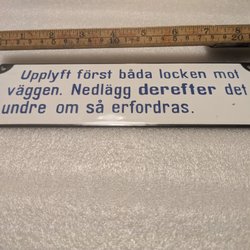 Upplyft först båda locken mot
väggen. Nedlägg derefter det
undre om så erfordras.